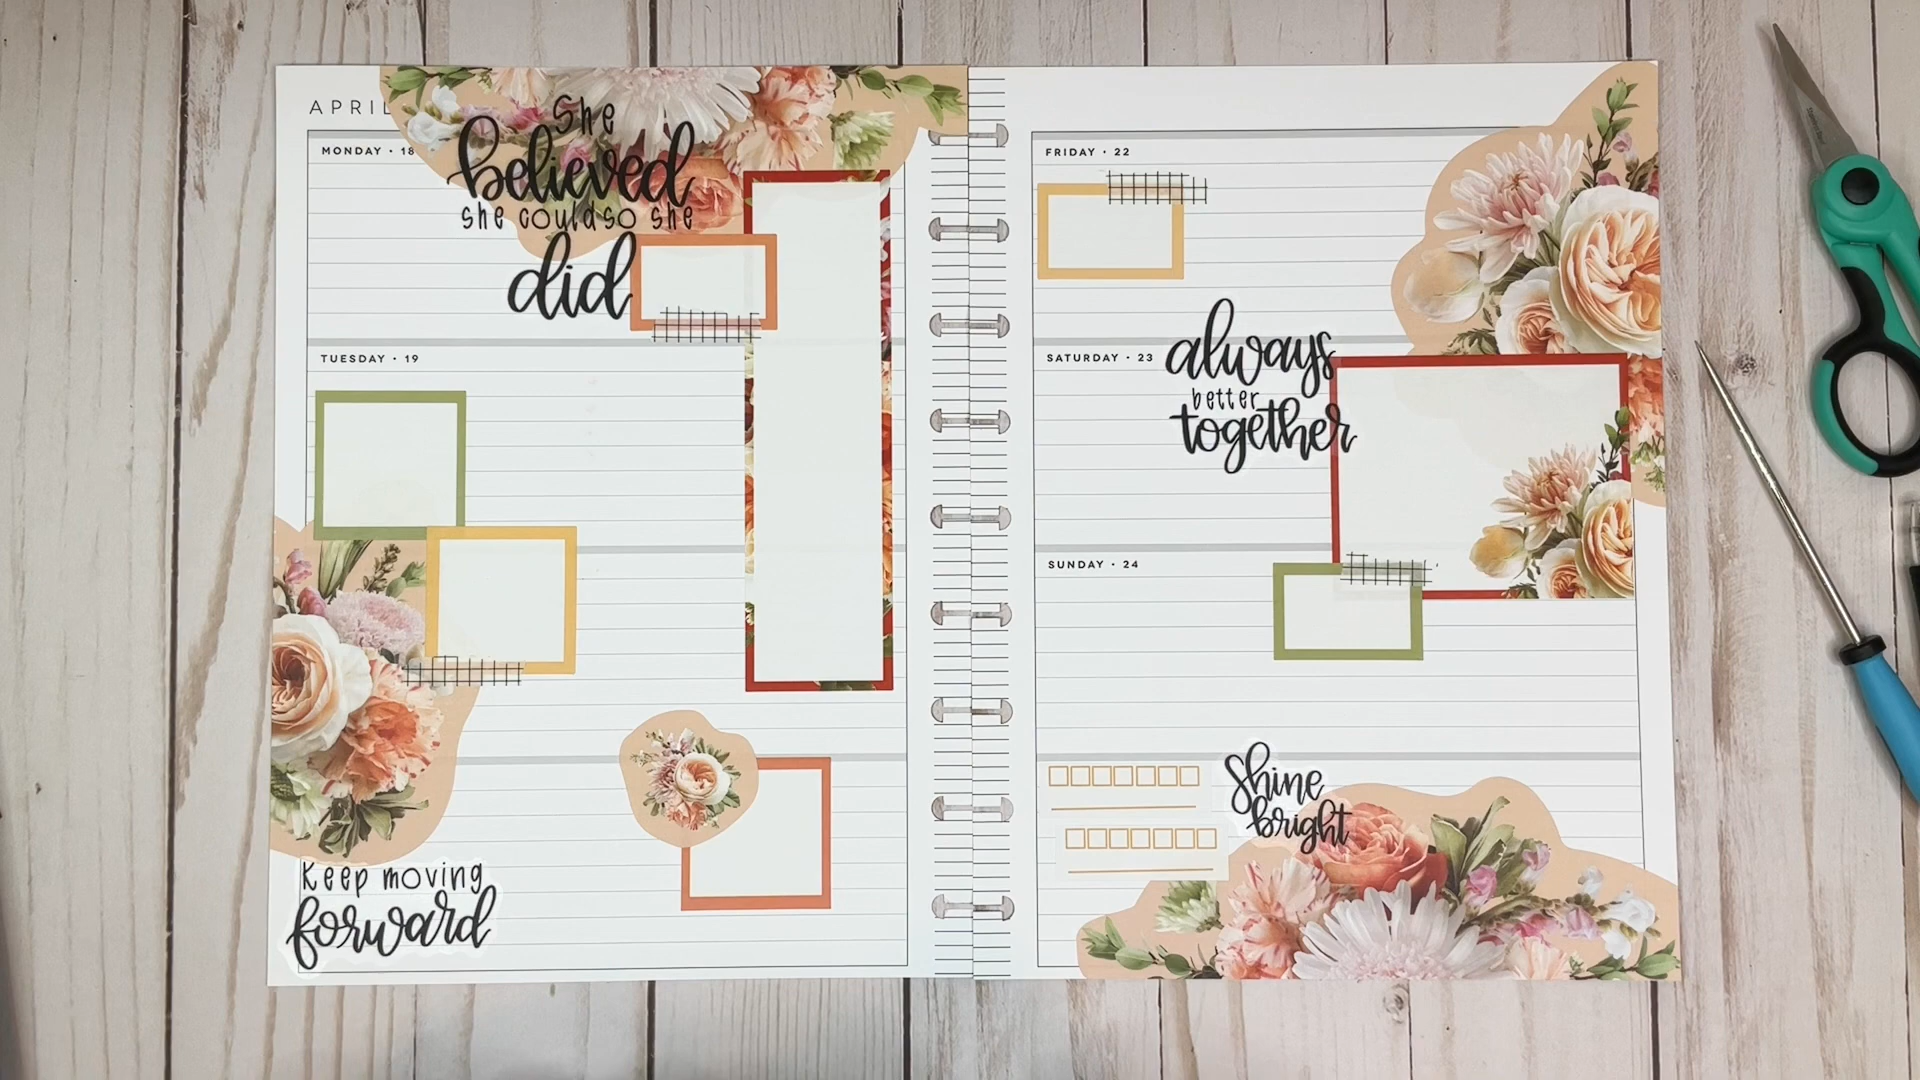 APRIL
MONDAY • 18
She
believed
she could so she
did
TUESDAY • 19
Keep moving
forward
FRIDAY • 22
SATURDAY • 23
always
better
together
SUNDAY • 24
Shine
bright